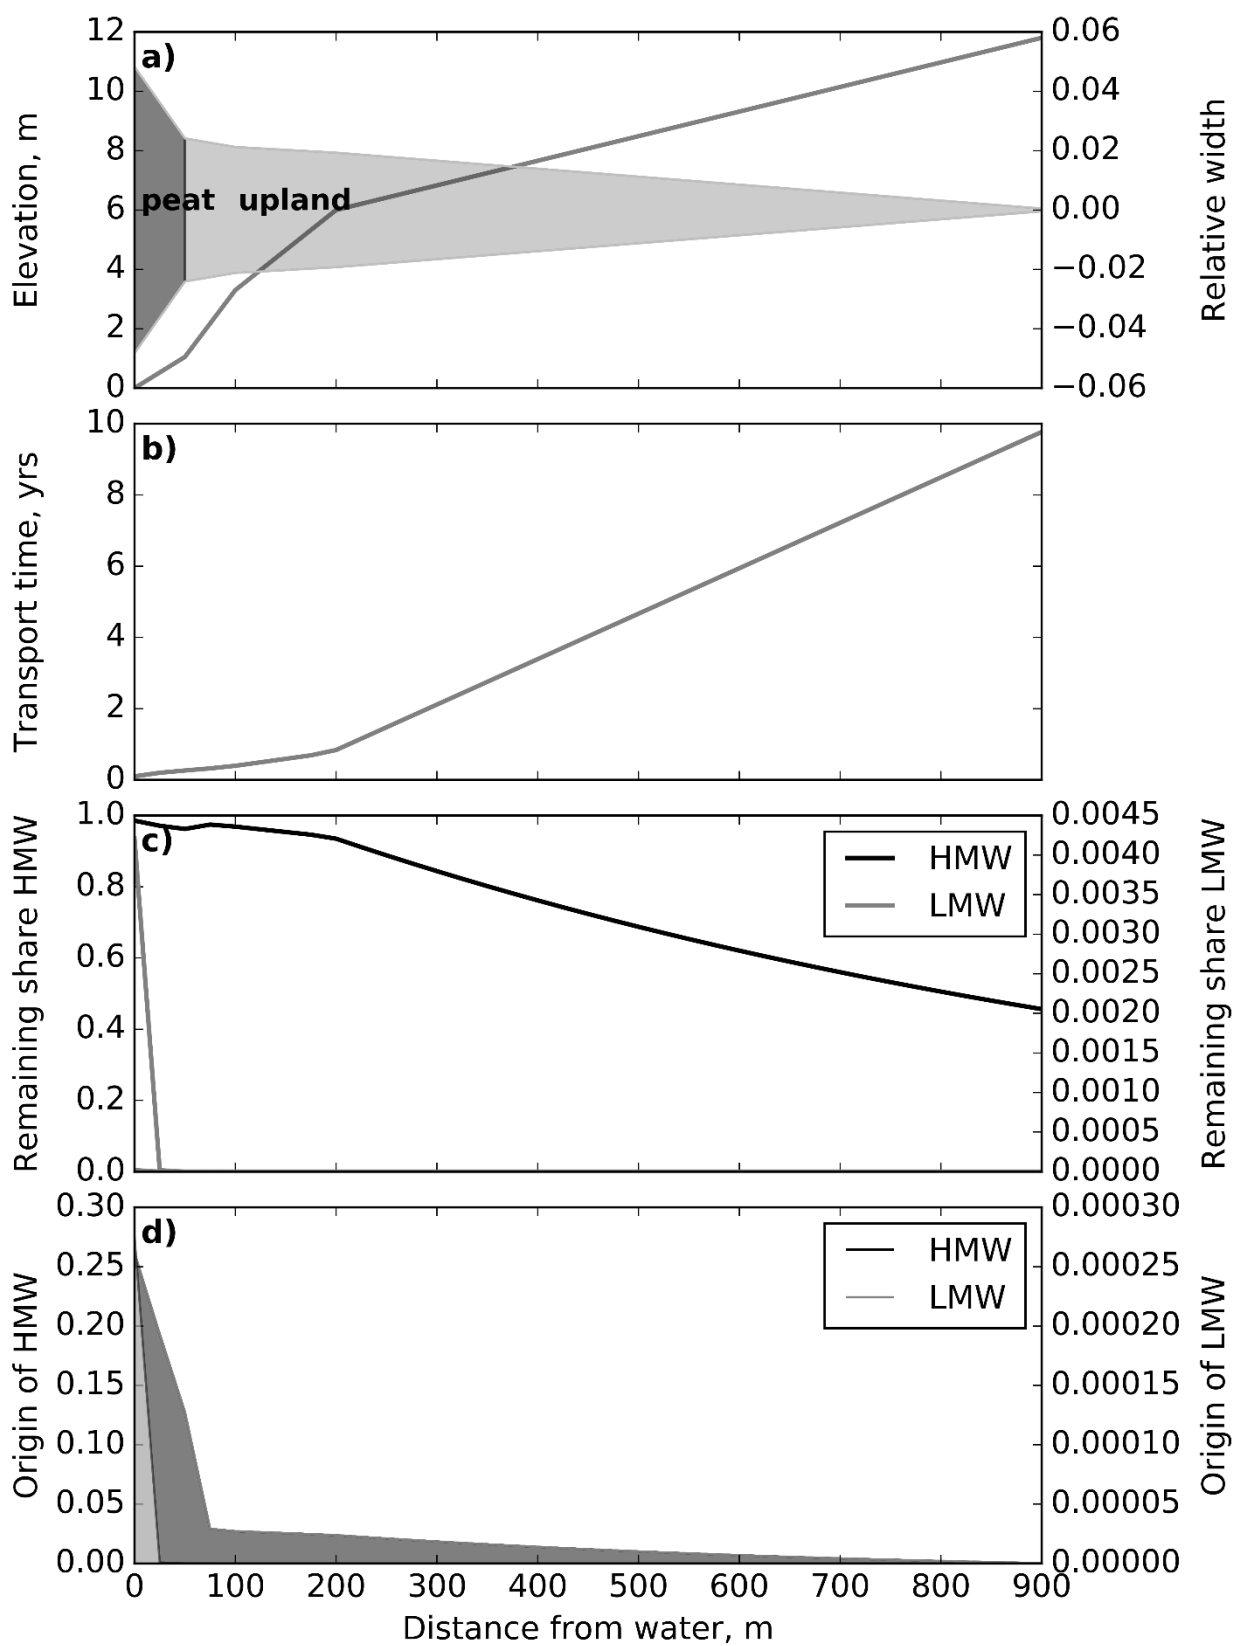 12
10
8
6
4
2
0
Elevation, m
a)
peat upland
0.06
0.04
0.02
0.00
−0.02
−0.04
−0.06
Relative width
10
8
6
4
2
0
Transport time, yrs
b)
1.0
0.8
0.6
0.4
0.2
0.0
Remaining share HMW
c)
HMW
LMW
0.0045
0.0040
0.0035
0.0030
0.0025
0.0020
0.0015
0.0010
0.0005
0.0000
Remaining share LMW
0.30
0.25
0.20
0.15
0.10
0.05
0.00
Origin of HMW
d)
HMW
LMW
0.00030
0.00025
0.00020
0.00015
0.00010
0.00005
0.00000
Origin of LMW
0 100 200 300 400 500 600 700 800 900
Distance from water, m